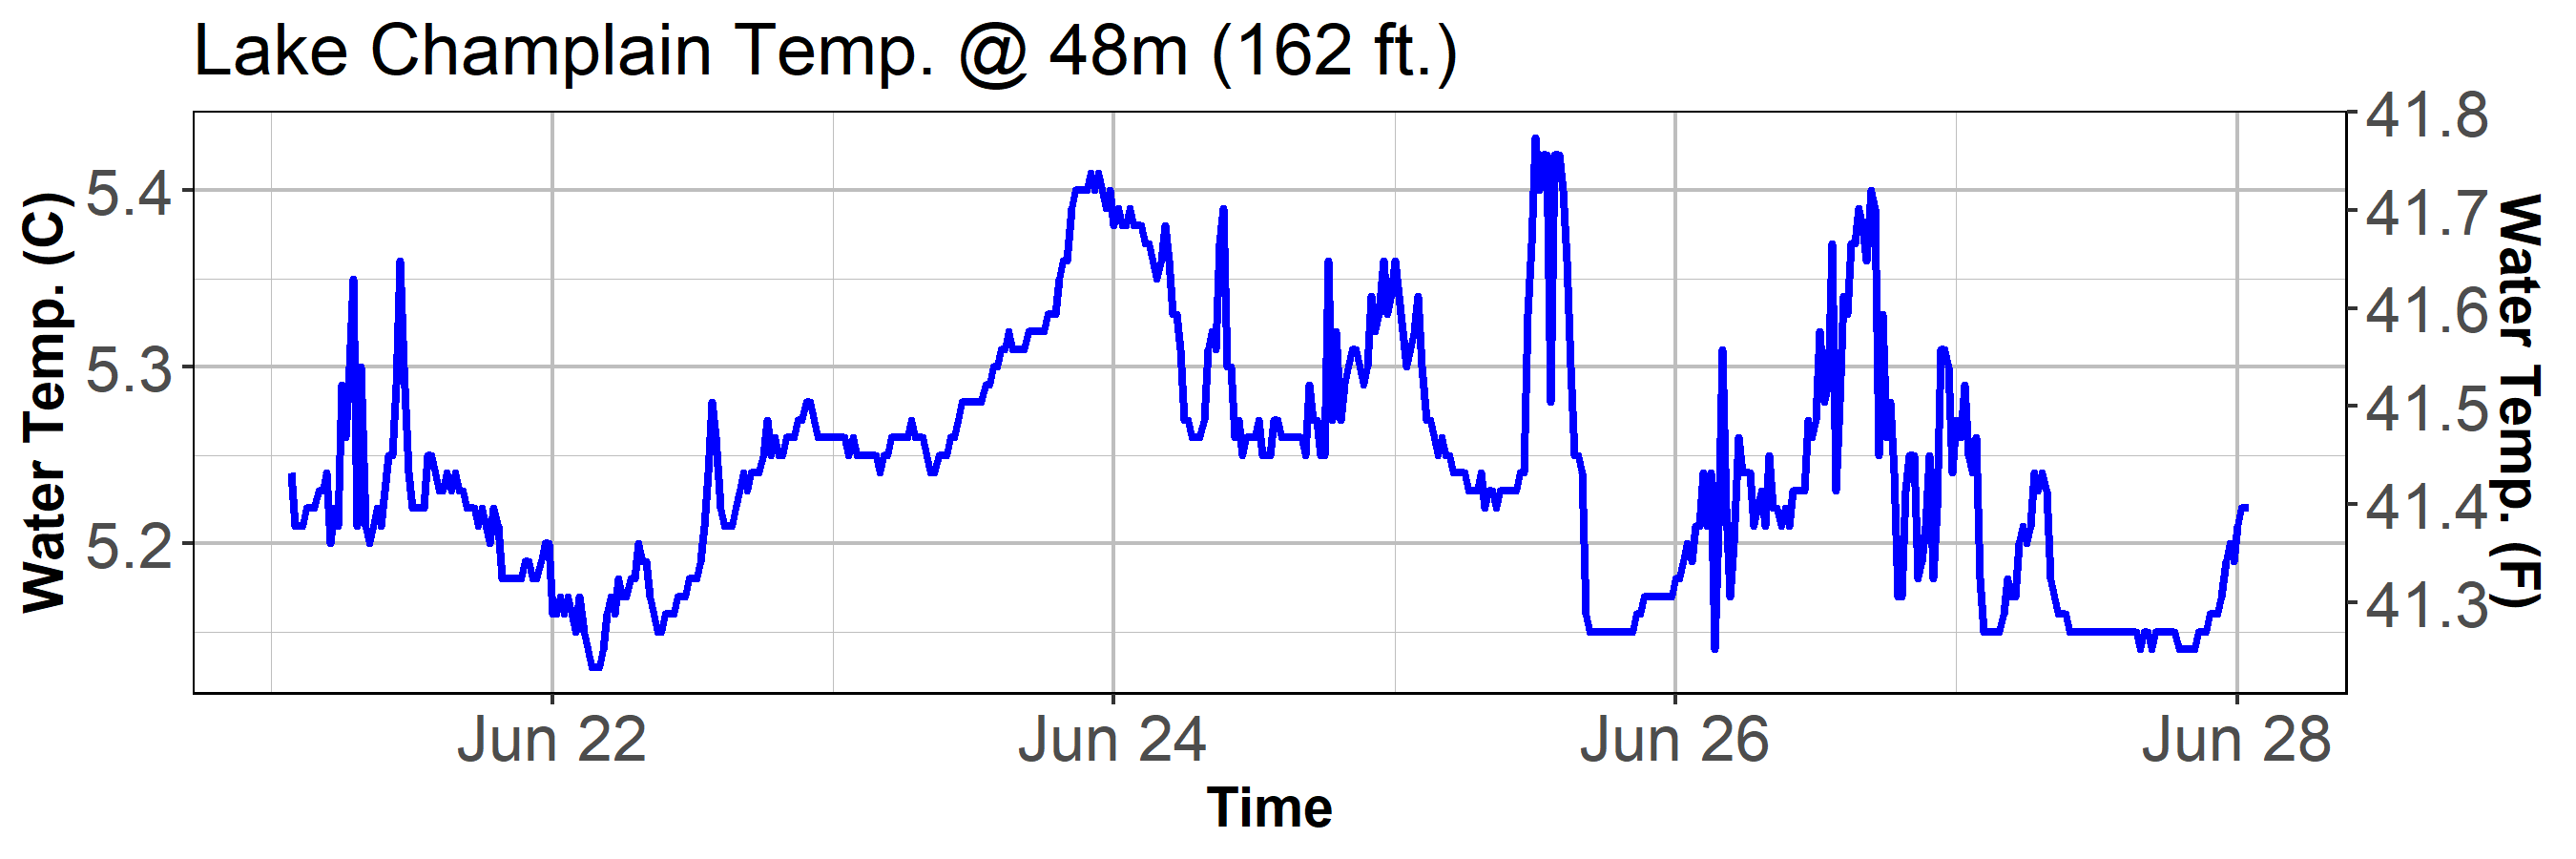 Lake Champlain Temp. @ 48m (162 ft.)
Water Temp. (C)
5.4
5.3
5.2
41.8
41.7
41.6
41.5
41.4
41.3
Water Temp. (F)
Jun 22
Jun 24
Jun 26
Jun 28
Time